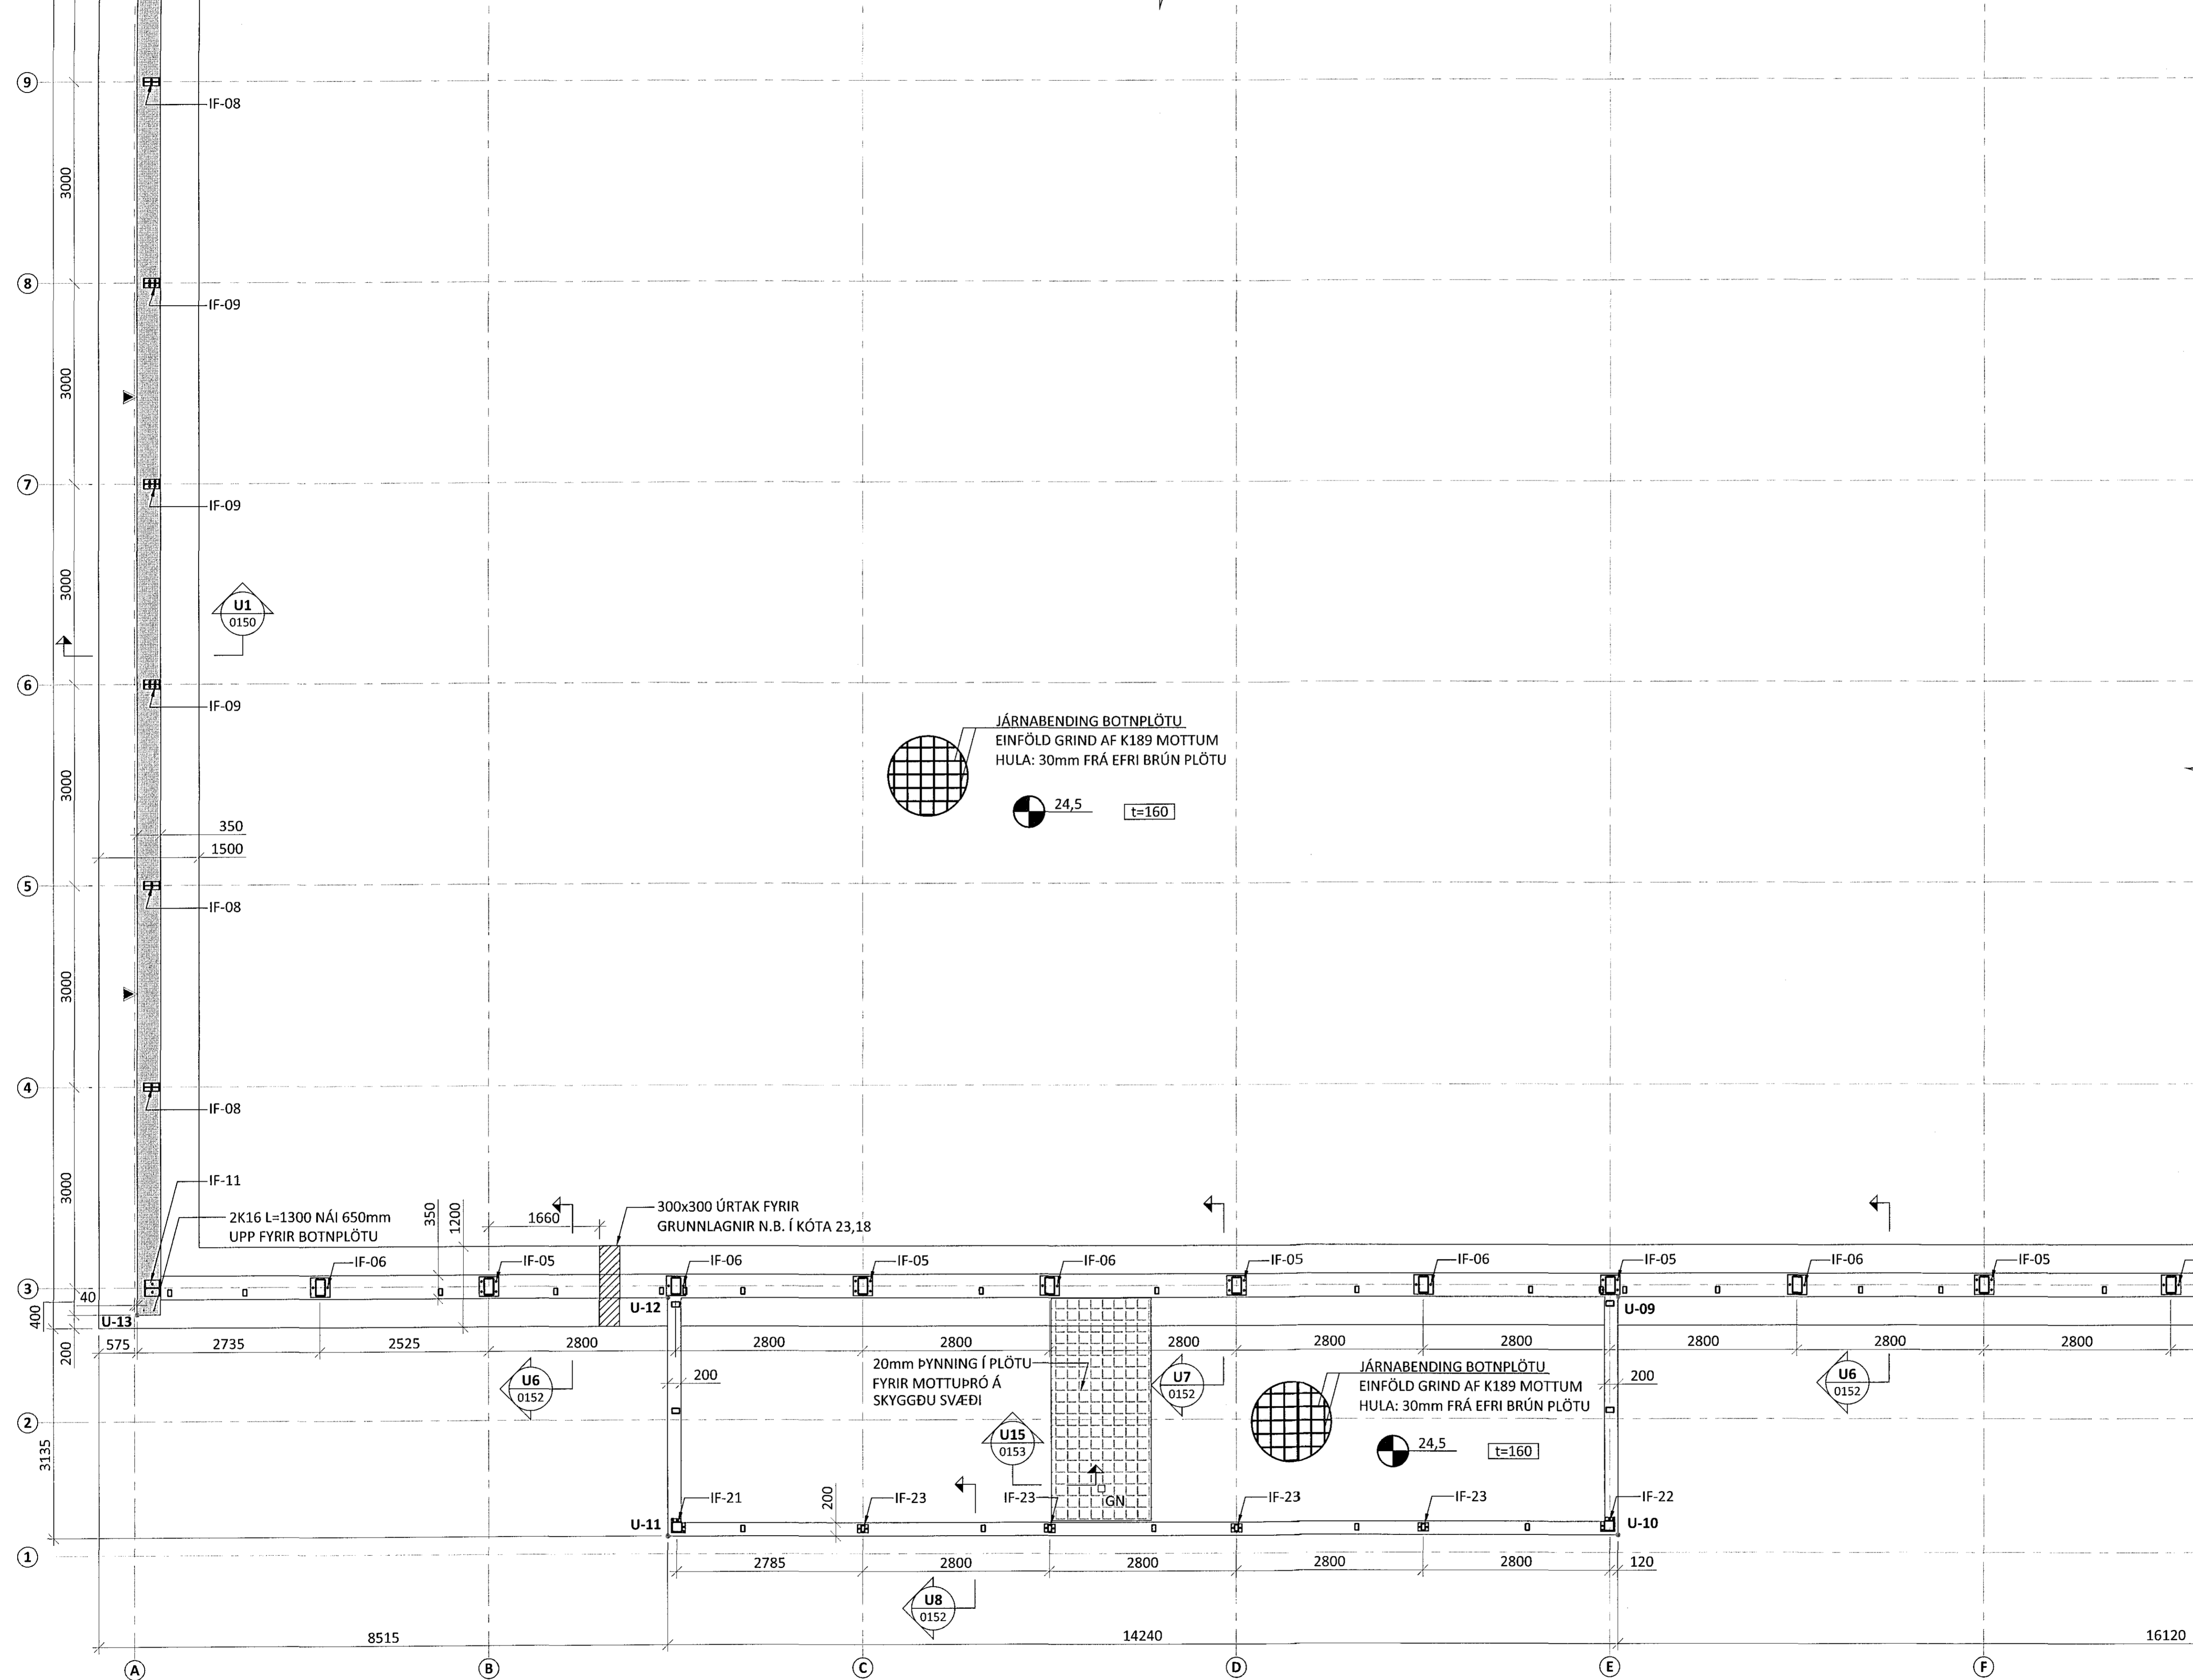 9
IF-08
3000
8
IF-09
3000
7
IF-09
3000
U1
0150
6
IF-09
JÁRNABENDING BOTNPLÖTU
EINFÖLD GRIND AF K189 MOTTUM
HULA: 30mm FRÁ EFRI BRÚN PLÖTU
24,5
t=160
3000
350
1500
5
IF-08
3000
4
IF-08
3000
IF-11
2K16 L=1300 NÁI 650mm
UPP FYRIR BOTNPLÖTU
350
1200
1660
300x300 ÚRTAK FYRIR
GRUNNLAGNIR N.B. Í KÓTA 23,18
IF-06
IF-05
IF-06
IF-05
IF-06
IF-05
IF-06
IF-05
IF-06
IF-05
3
40
400
U-13
U-12
U-09
200
575
2735
2525
2800
2800
2800
2800
2800
2800
2800
2800
2800
U6
0152
200
20mm ÞYNNING Í PLÖTU
FYRIR MOTTUÞRÓ Á
SKYGGÐU SVÆÐI
U7
0152
JÁRNABENDING BOTNPLÖTU
EINFÖLD GRIND AF K189 MOTTUM
HULA: 30mm FRÁ EFRI BRÚN PLÖTU
200
U6
0152
2
3135
U15
0153
24,5
t=160
IF-21
200
IF-23
IF-23
GN
IF-23
IF-23
IF-22
U-11
U-10
1
2785
2800
2800
2800
2800
120
U8
0152
8515
14240
16120
A
B
C
D
E
F